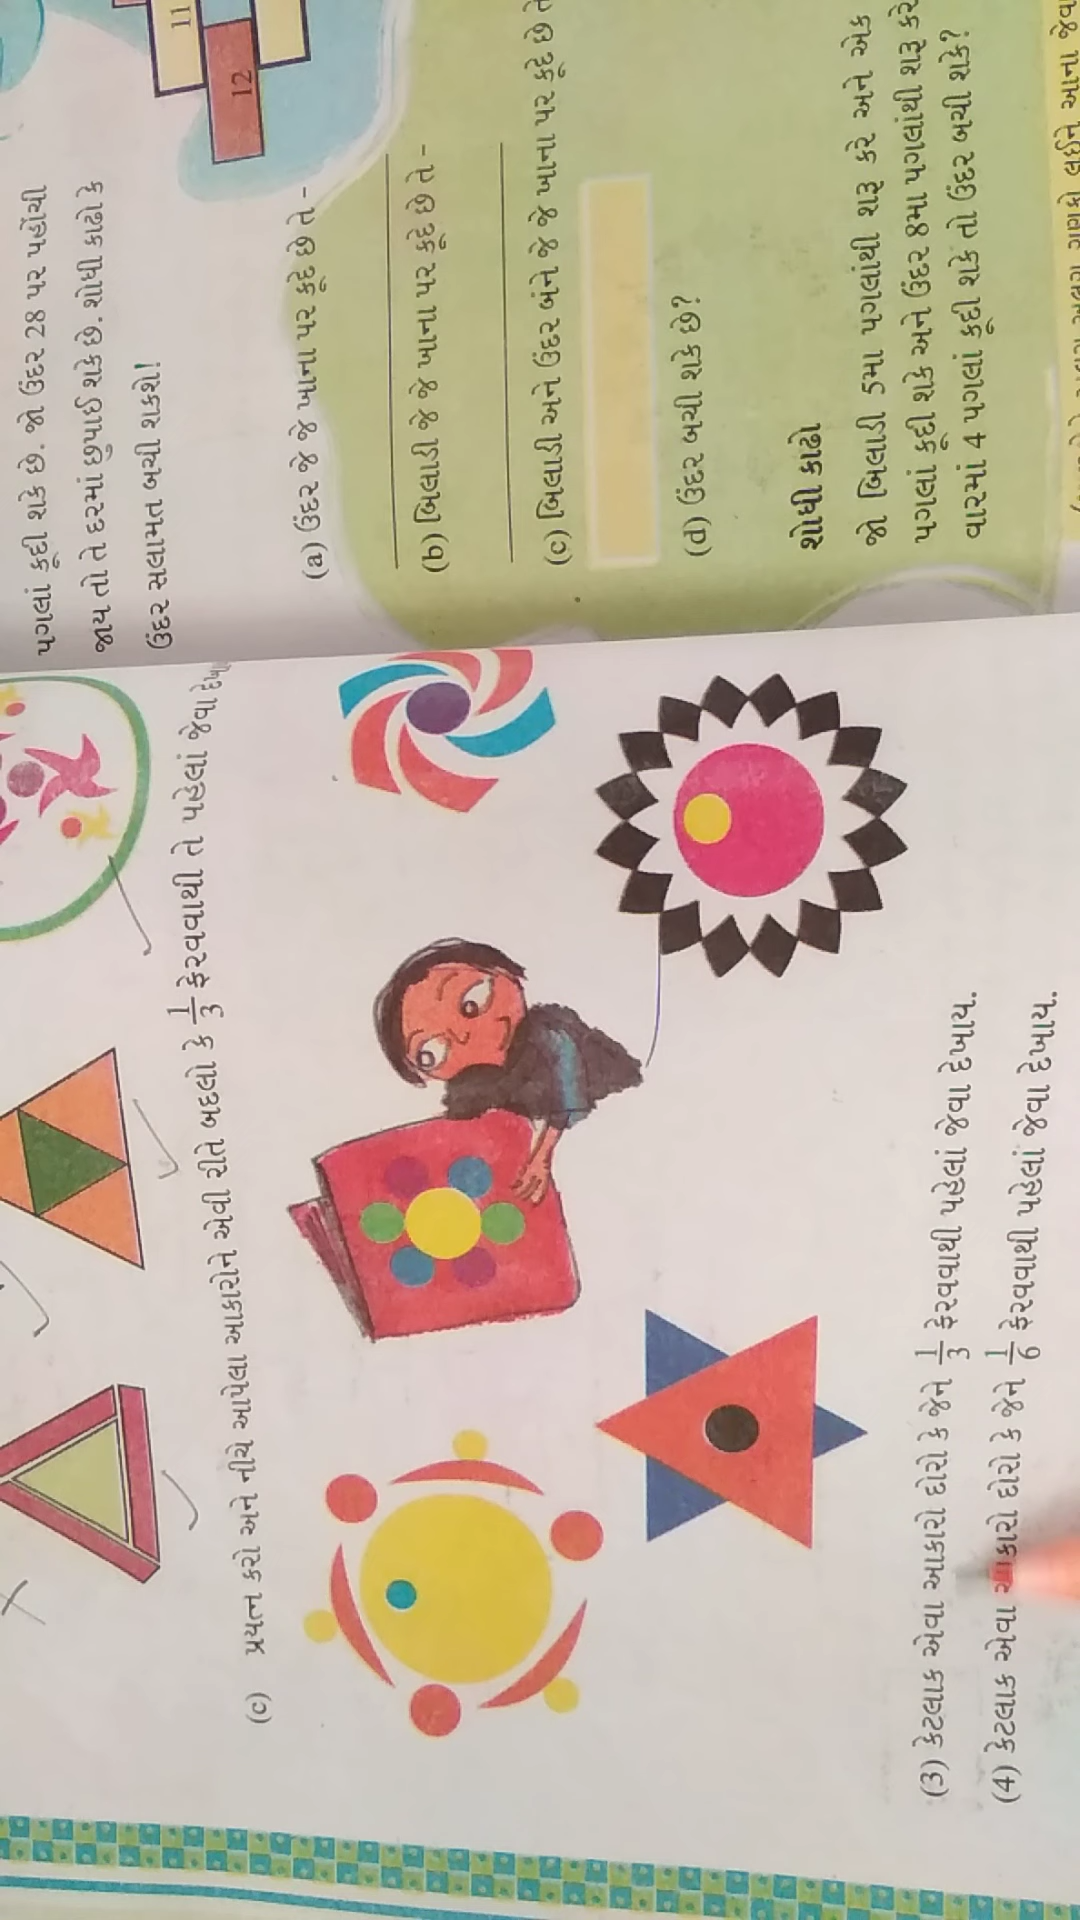 (c) પ્રયત્ન કરો અને નીચે આપેલા આકારોને એવી રીતે બદલો કે 1/3 ફેરવવાથી તે પહેલાં જેવા
(3) કેટલાક એવા આકારો દોરો કે જેને 1/3 ફેરવવાથી પહેલાં જેવા દેખાય.
(4) કેટલાક એવા આકારો દોરો કે જેને 1/6 ફેરવવાથી પહેલાં જેવા દેખાય.
પગલાં કૂદી શકે છે. જો ઉંદર 28 પર પહોંચી
જાય તો તે દરમાં છુપાઈ શકે છે. શોધી કાઢો કે
ઉંદર સલામત બચી શકશે!
11
12
(a) ઉંદર જે જે ખાના પર કૂદે છે તે -
(b) બિલાડી જે જે ખાના પર કૂદે છે તે -
(c) બિલાડી અને ઉંદર બંને જે જે ખાના પર કૂદે છે તે
(d) ઉંદર બચી શકે છે?
શોધી કાઢો
જો બિલાડી 5મા પગલાંથી શરૂ કરે અને એક
પગલાં કૂદી શકે અને ઉંદર 8મા પગલાંથી શરૂ કરે
વારમાં 4 પગલાં કૂદી શકે તો ઉંદર બચી શકે?